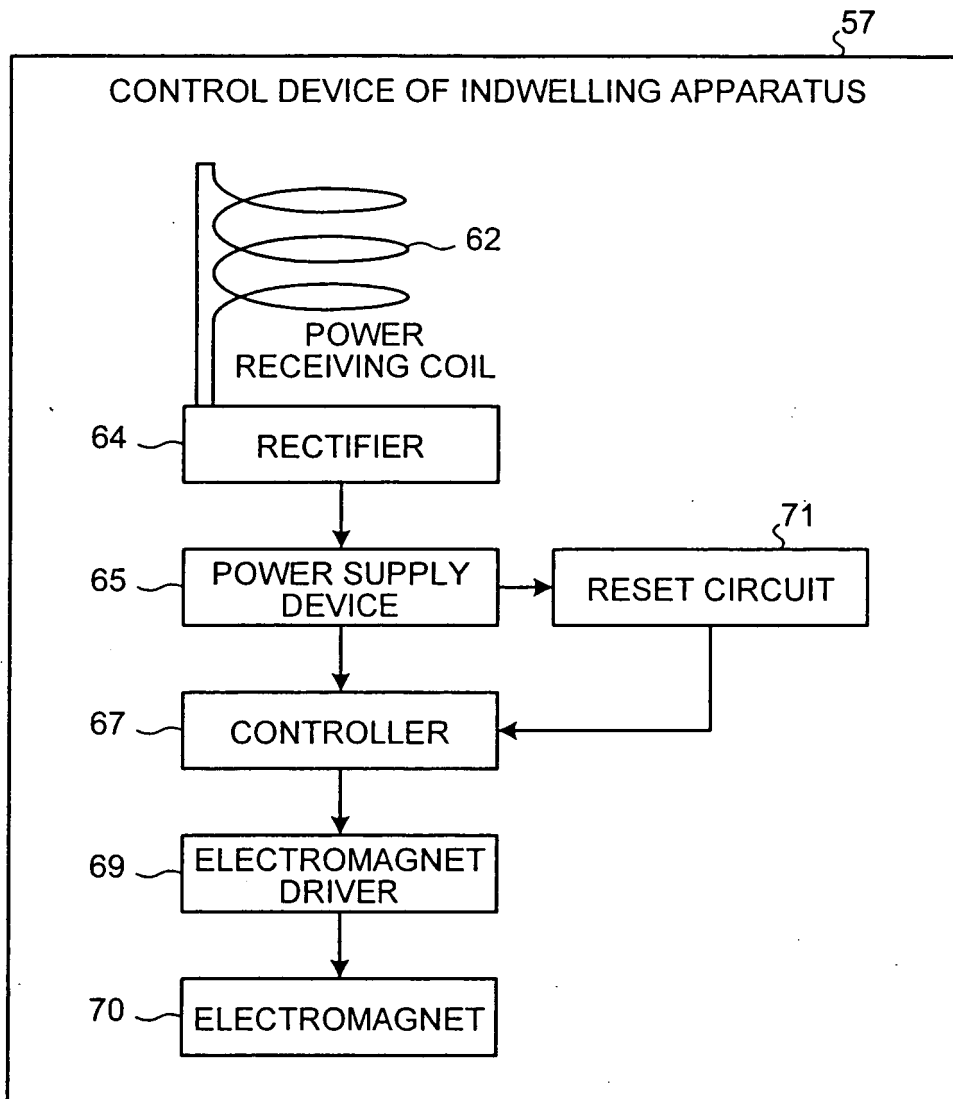 57
CONTROL DEVICE OF INDWELLING APPARATUS
62
POWER
RECEIVING COIL
64
RECTIFIER
71
65
POWER SUPPLY
DEVICE
RESET CIRCUIT
67
CONTROLLER
69
ELECTROMAGNET
DRIVER
70
ELECTROMAGNET